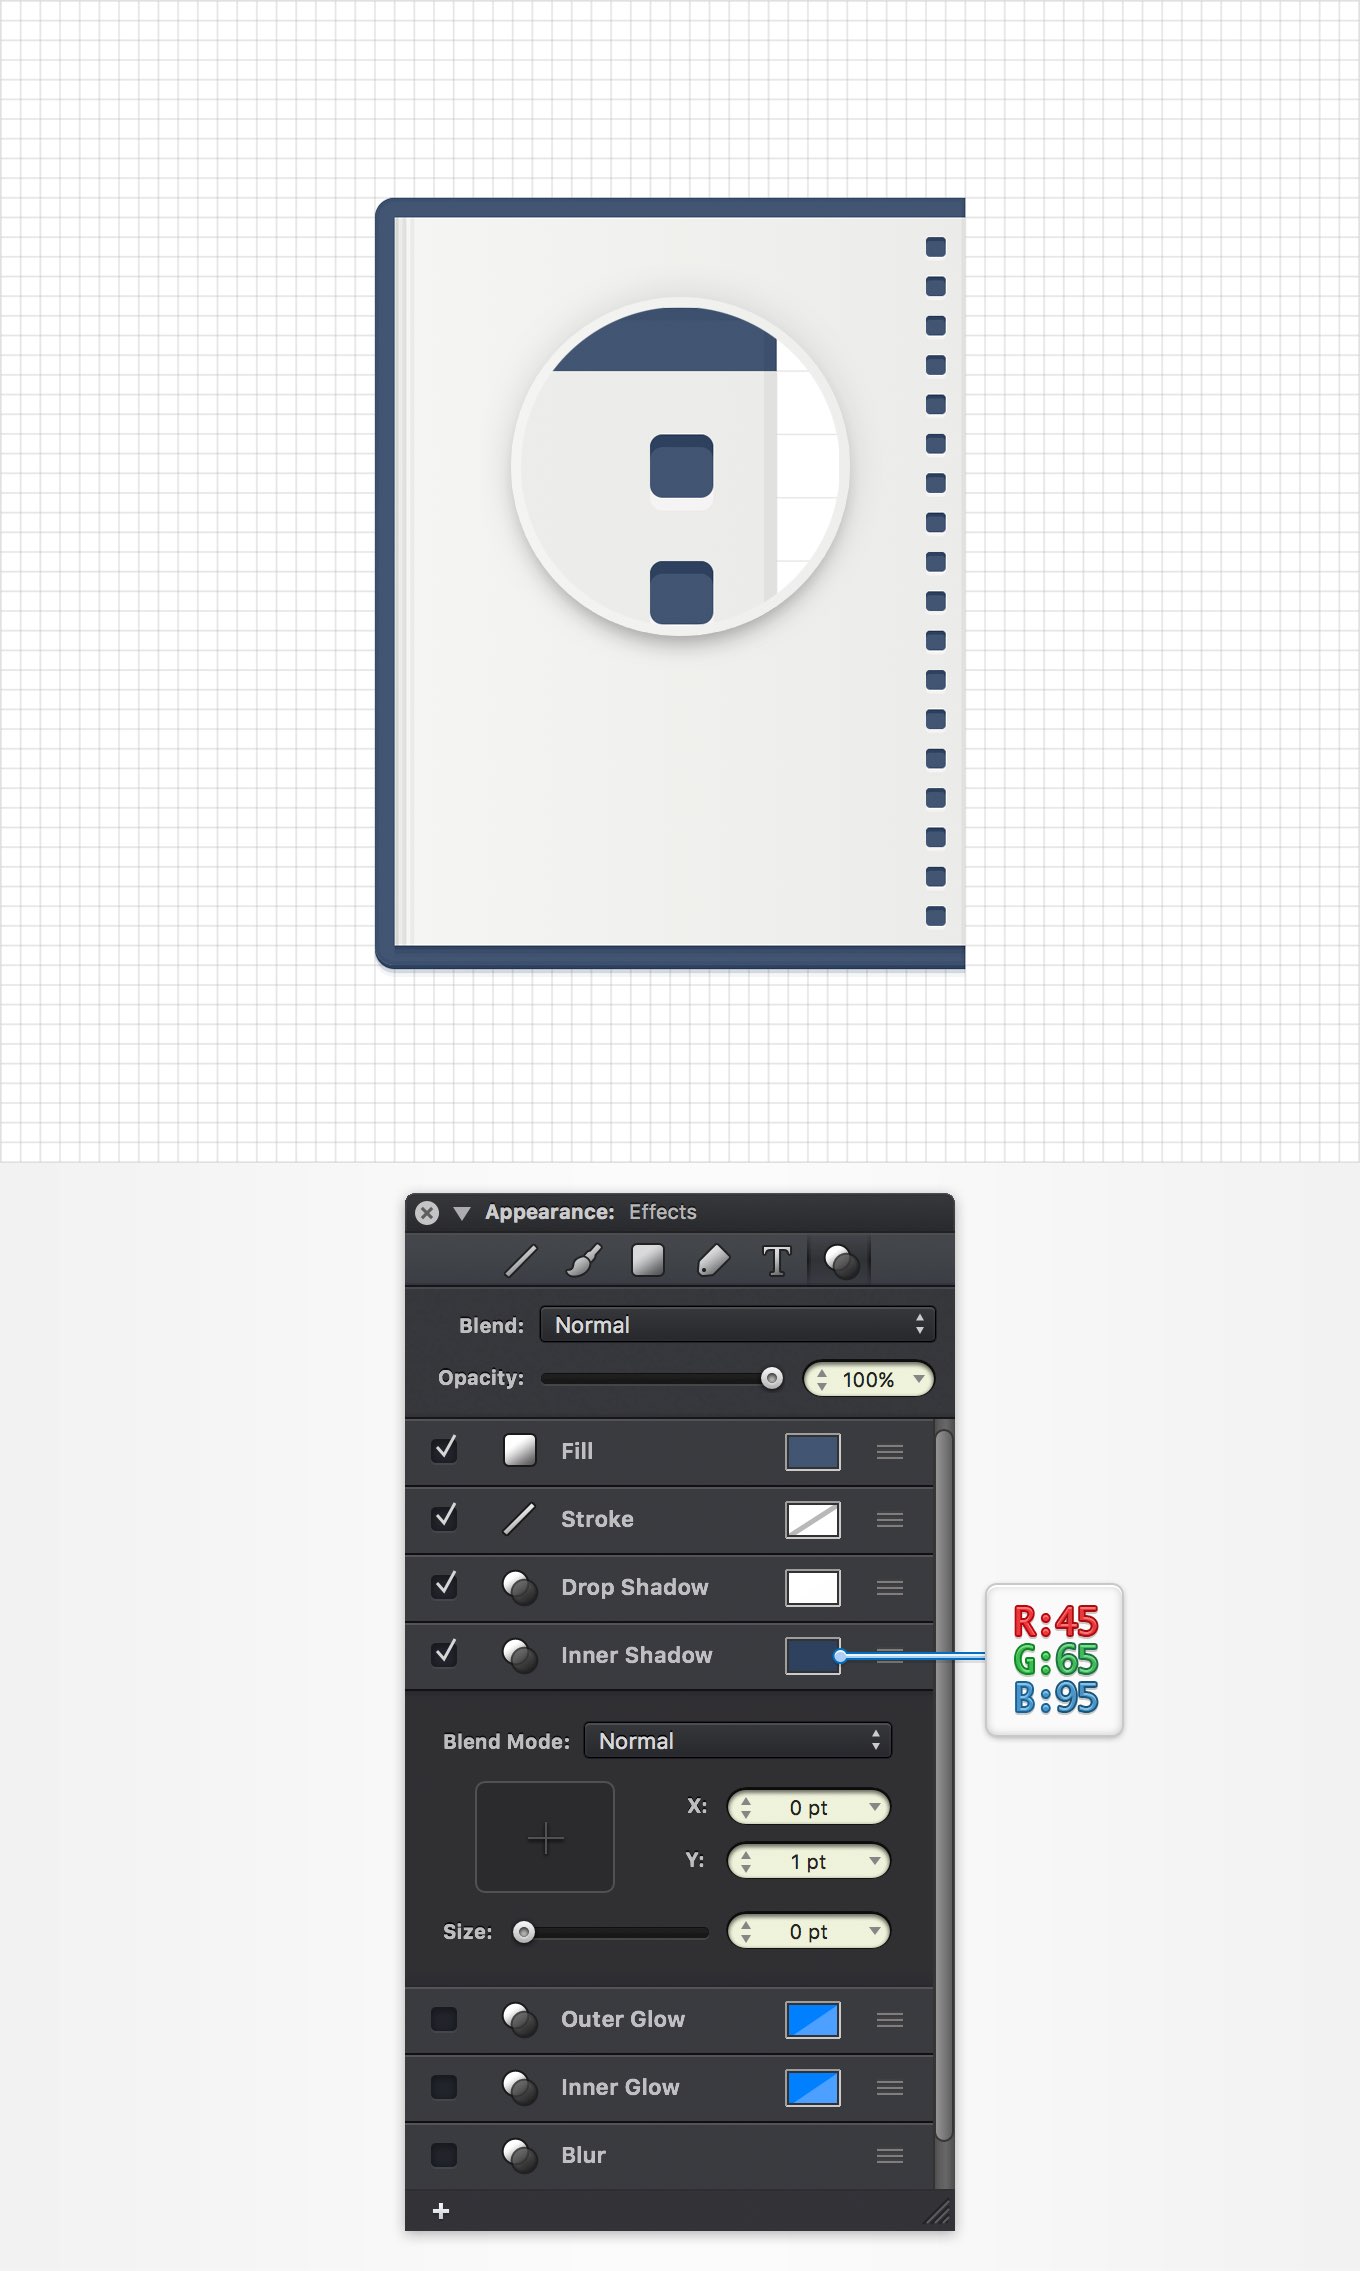 Appearance: Effects
T
Blend: Normal
Opacity: 100%
Fill
Stroke
Drop Shadow
Inner Shadow
R:45
G:65
B:95
Blend Mode: Normal
X: 0 pt
Y: 1 pt
Size: 0 pt
Outer Glow
Inner Glow
Blur
+